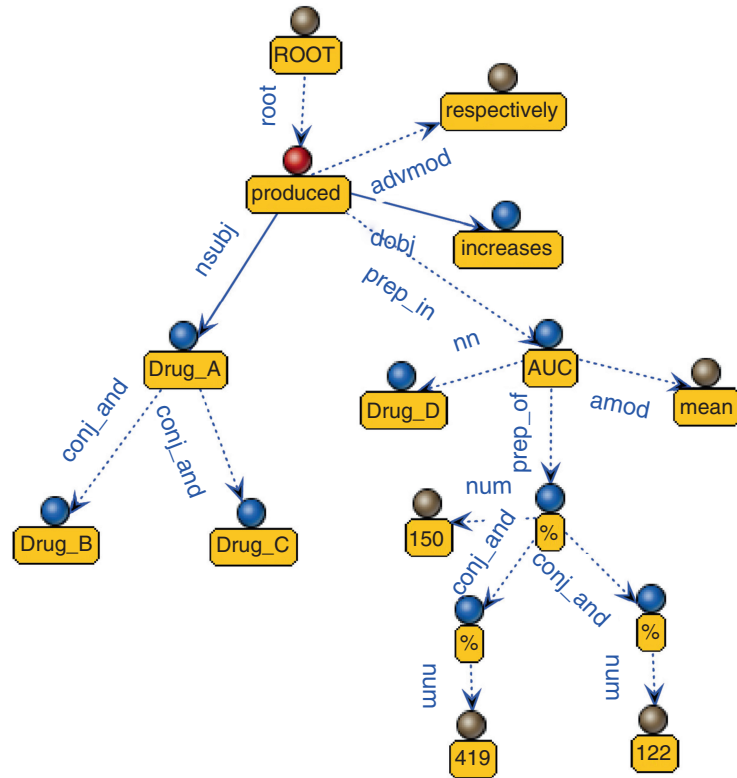 ROOT
root
respectively
produced
advmod
nsubj
dobj
increases
prep_in
nn
Drug_A
AUC
Drug_D
amod
mean
conj_and
conj_and
prep_of
num
Drug_B
Drug_C
150
%
conj_and
conj_and
%
%
num
num
419
122